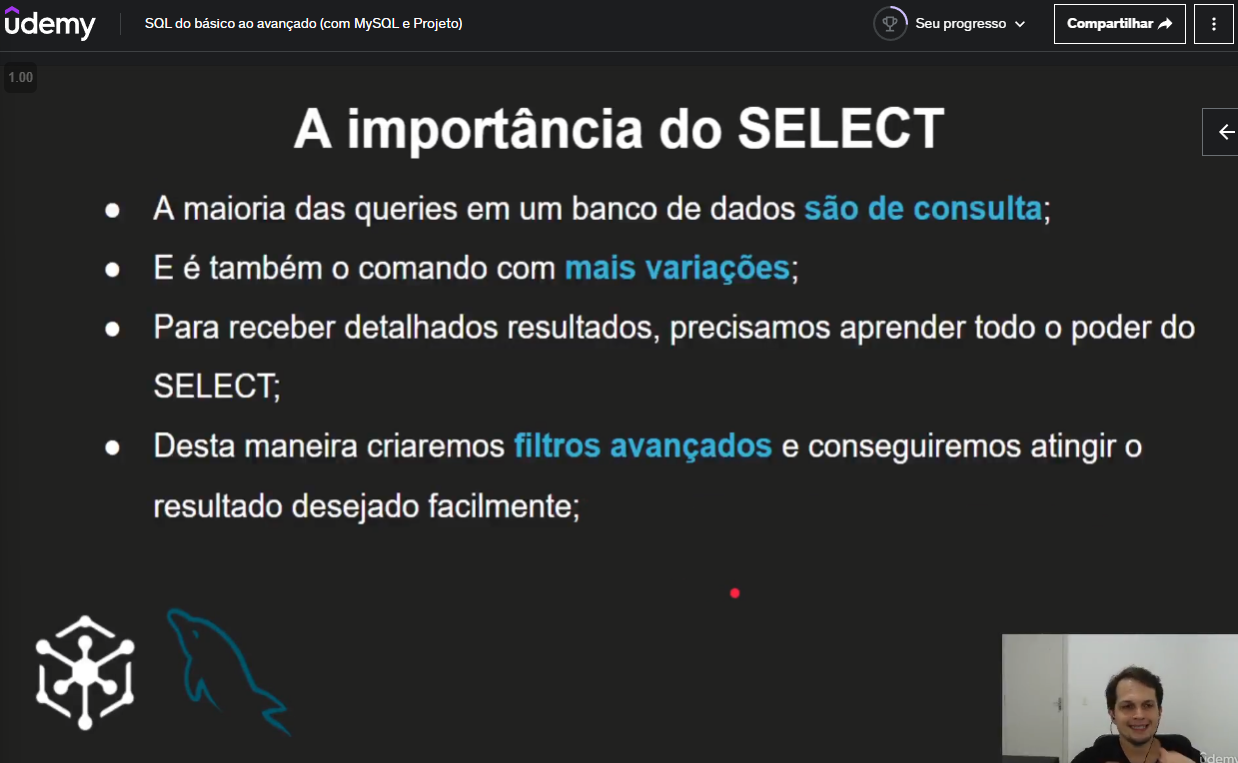 udemy
SQL do básico ao avançado (com MySQL e Projeto)
Seu progresso
Compartilhar
1.00
A importância do SELECT
● A maioria das queries em um banco de dados são de consulta;
● E é também o comando com mais variações;
● Para receber detalhados resultados, precisamos aprender todo o poder do
SELECT;
● Desta maneira criaremos filtros avançados e conseguiremos atingir o
resultado desejado facilmente;
udemy